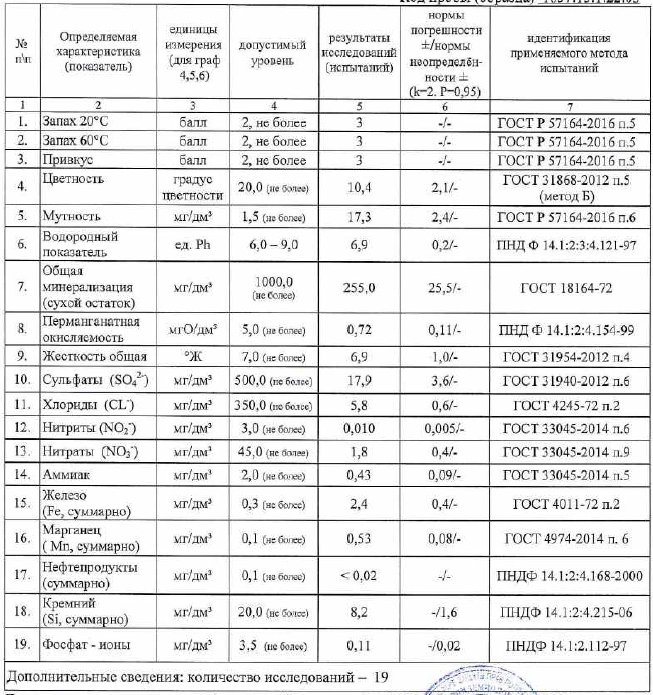 № п\п | Определяемая характеристика (показатель) | единицы измерения (для граф 4,5,6) | допустимый уровень | результаты исследований (испытаний) | нормы погрешности ±/нормы неопределённости ± (k=2. P=0,95) | идентификация применяемого метода испытаний
1 | 2 | 3 | 4 | 5 | 6 | 7
1. | Запах 20°С | балл | 2, не более | 3 | -/- | ГОСТ Р 57164-2016 п.5
2. | Запах 60°С | балл | 2, не более | 3 | -/- | ГОСТ Р 57164-2016 п.5
3. | Привкус | балл | 2, не более | 3 | -/- | ГОСТ Р 57164-2016 п.5
4. | Цветность | градус цветности | 20,0 (не более) | 10,4 | 2,1/- | ГОСТ 31868-2012 п.5 (метод Б)
5. | Мутность | мг/дм³ | 1,5 (не более) | 17,3 | 2,4/- | ГОСТ Р 57164-2016 п.6
6. | Водородный показатель | ед. Ph | 6,0 – 9,0 | 6,9 | 0,2/- | ПНД Ф 14.1:2:3:4.121-97
7. | Общая минерализация (сухой остаток) | мг/дм³ | 1000,0 (не более) | 255,0 | 25,5/- | ГОСТ 18164-72
8. | Перманганатная окисляемость | мгО/дм³ | 5,0 (не более) | 0,72 | 0,11/- | ПНД Ф 14.1:2:4.154-99
9. | Жесткость общая | °Ж | 7,0 (не более) | 6,9 | 1,0/- | ГОСТ 31954-2012 п.4
10. | Сульфаты (SO₄²⁻) | мг/дм³ | 500,0 (не более) | 17,9 | 3,6/- | ГОСТ 31940-2012 п.6
11. | Хлориды (CL⁻) | мг/дм³ | 350,0 (не более) | 5,8 | 0,6/- | ГОСТ 4245-72 п.2
12. | Нитриты (NO₂⁻) | мг/дм³ | 3,0 (не более) | 0,010 | 0,005/- | ГОСТ 33045-2014 п.6
13. | Нитраты (NO₃⁻) | мг/дм³ | 45,0 (не более) | 1,8 | 0,4/- | ГОСТ 33045-2014 п.9
14. | Аммиак | мг/дм³ | 2,0 (не более) | 0,43 | 0,09/- | ГОСТ 33045-2014 п.5
15. | Железо (Fe, суммарно) | мг/дм³ | 0,3 (не более) | 2,4 | 0,4/- | ГОСТ 4011-72 п.2
16. | Марганец ( Mn, суммарно) | мг/дм³ | 0,1 (не более) | 0,53 | 0,08/- | ГОСТ 4974-2014 п. 6
17. | Нефтепродукты (суммарно) | мг/дм³ | 0,1 (не более) | < 0,02 | -/- | ПНДФ 14.1:2:4.168-2000
18. | Кремний (Si, суммарно) | мг/дм³ | 20,0 (не более) | 8,2 | -/1,6 | ПНДФ 14.1:2:4.215-06
19. | Фосфат - ионы | мг/дм³ | 3,5 (не более) | 0,11 | -/0,02 | ПНДФ 14.1:2.112-97
Дополнительные сведения: количество исследований – 19